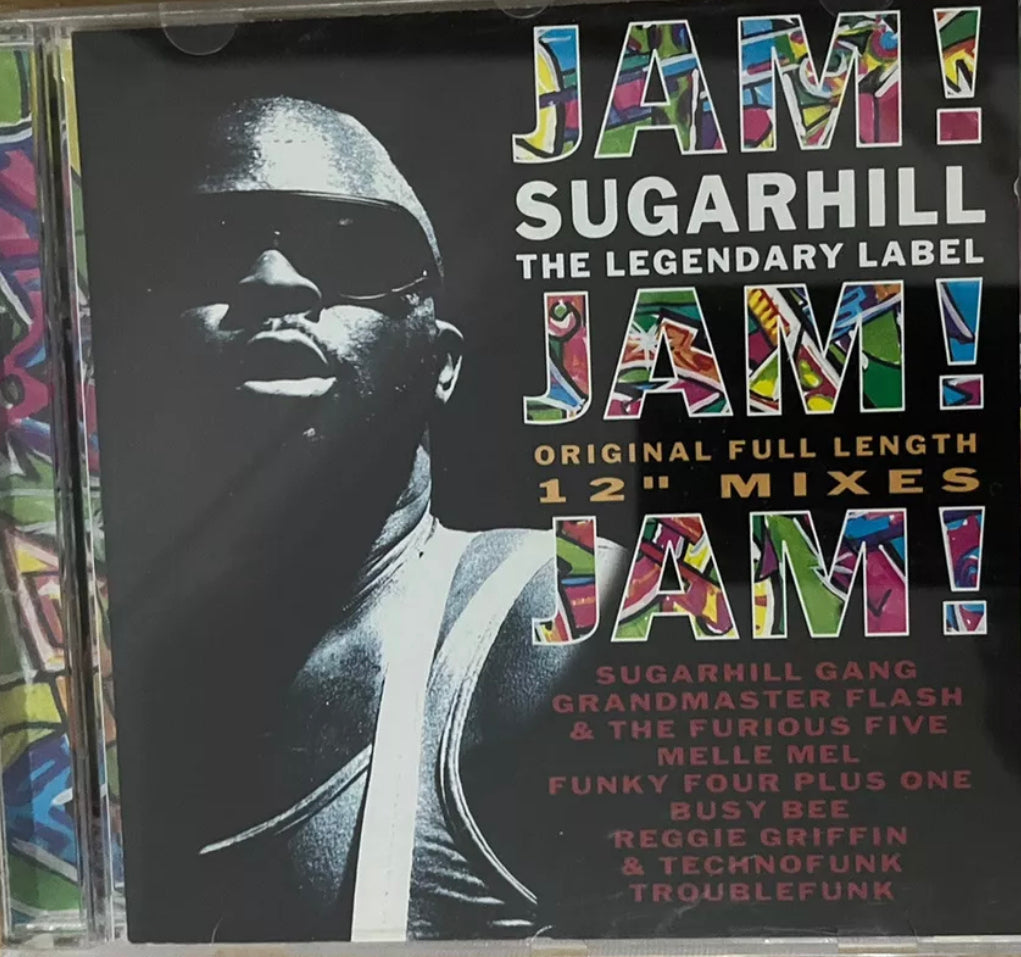 JAM!
SUGARHILL
THE LEGENDARY LABEL
JAM!
ORIGINAL FULL LENGTH
12" MIXES
JAM!
SUGARHILL GANG
GRANDMASTER FLASH
& THE FURIOUS FIVE
MELLE MEL
FUNKY FOUR PLUS ONE
BUSY BEE
REGGIE GRIFFIN
& TECHNOFUNK
TROUBLEFUNK